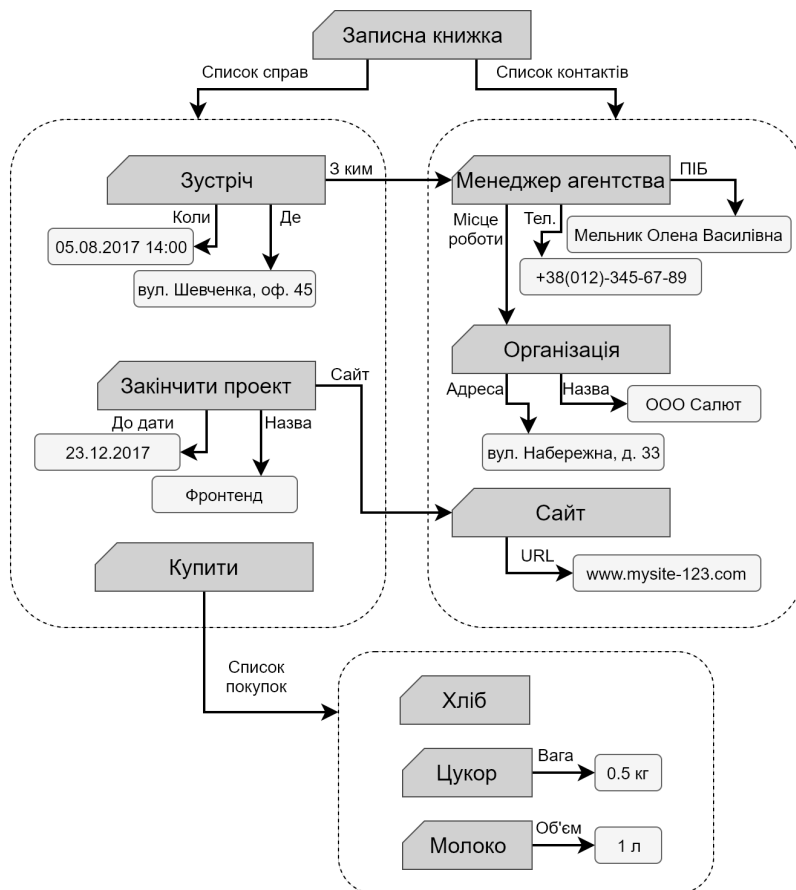 Записна книжка
Список справ
Список контактів
Зустріч
З ким
Коли
Де
05.08.2017 14:00
вул. Шевченка, оф. 45
Менеджер агентства
ПІБ
Місце
роботи
Тел.
Мельник Олена Василівна
+38(012)-345-67-89
Організація
Адреса
Назва
ООО Салют
вул. Набережна, д. 33
Закінчити проект
Сайт
До дати
Назва
23.12.2017
Фронтенд
Сайт
URL
www.mysite-123.com
Купити
Список
покупок
Хліб
Цукор
Вага
0.5 кг
Молоко
Об'єм
1 л